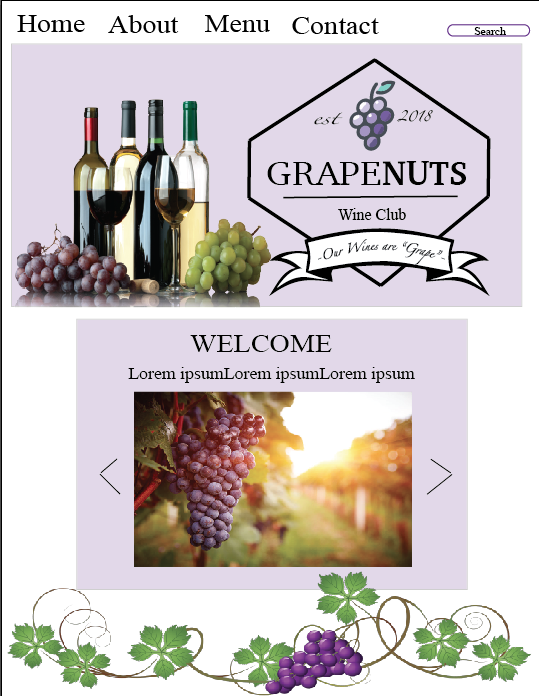 Home About Menu Contact
Search
est 2018
GRAPENUTS
Wine Club
-Our Wines are "Grape"-
WELCOME
Lorem ipsumLorem ipsumLorem ipsum